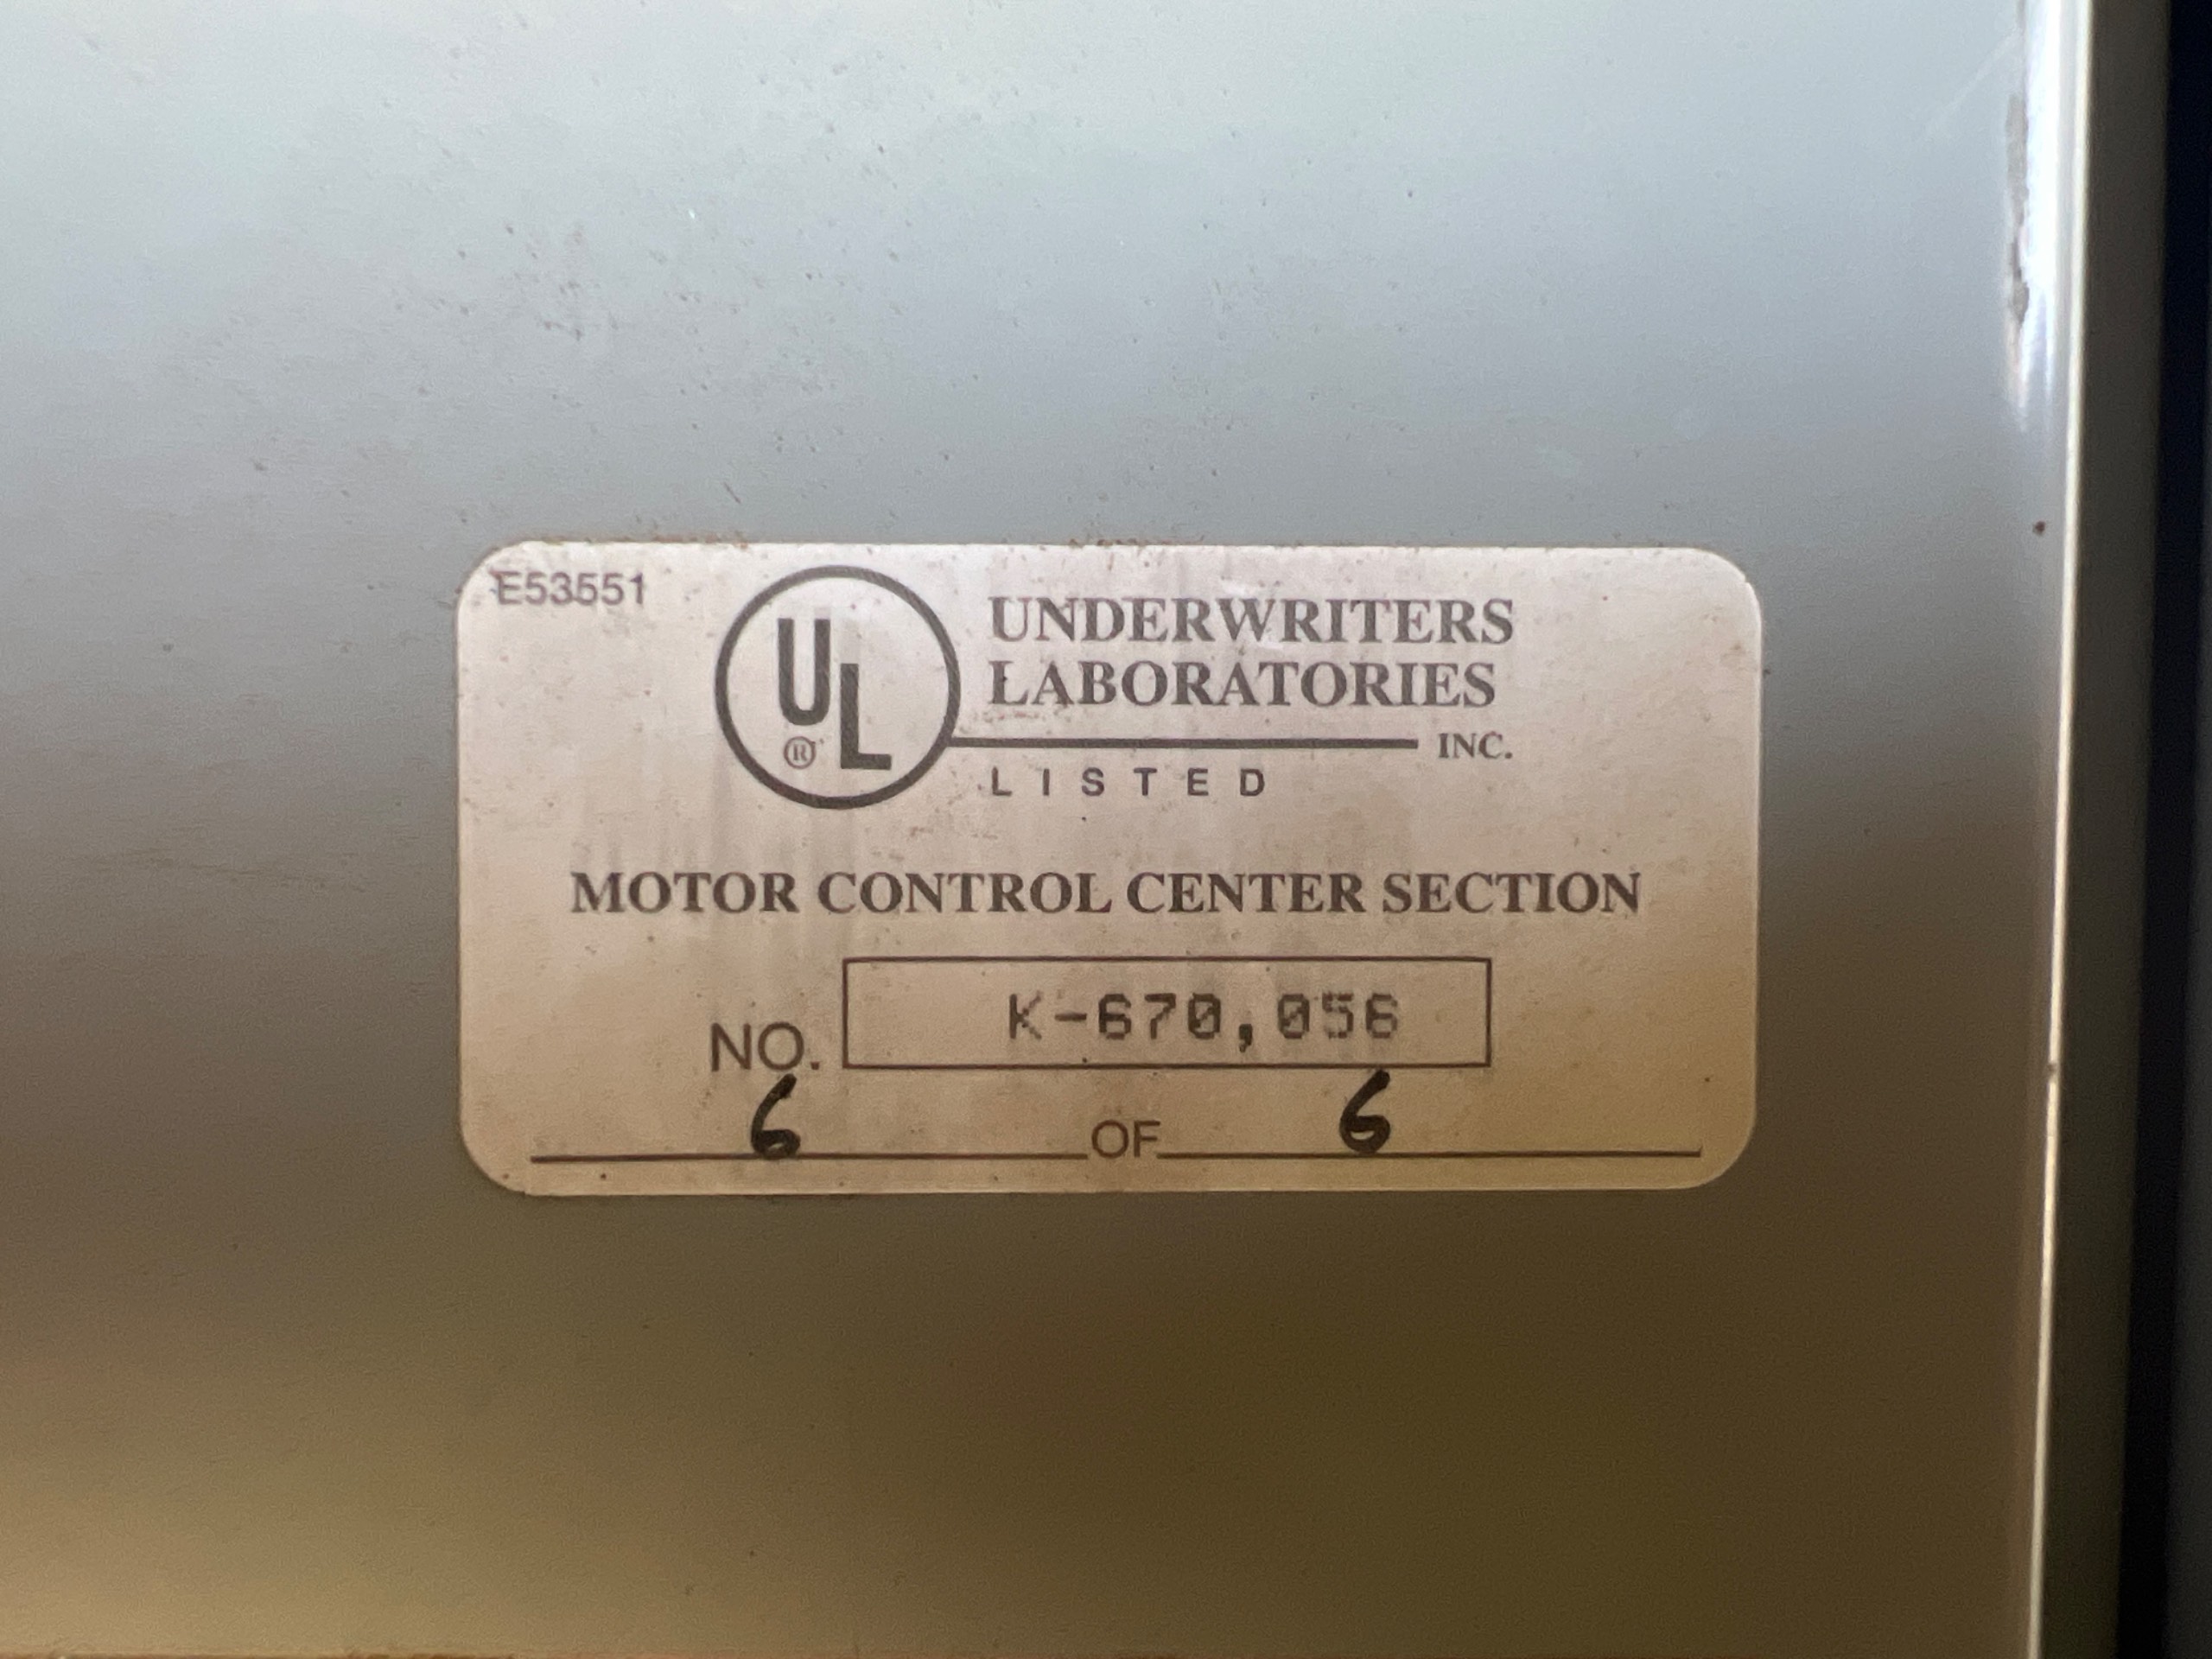 E53551
UL
®
UNDERWRITERS
LABORATORIES
INC.
LISTED
MOTOR CONTROL CENTER SECTION
NO. K-670,056
6 OF 6